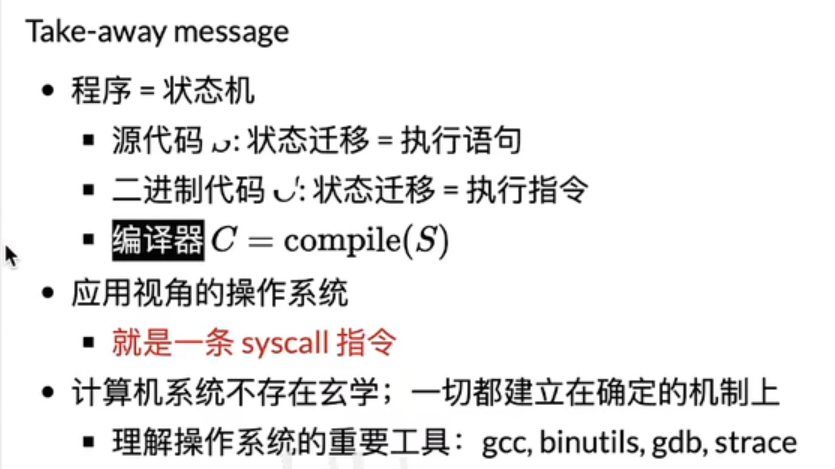 Take-away message
程序 = 状态机
源代码 : 状态迁移 = 执行语句
二进制代码 : 状态迁移 = 执行指令
编译器 C = compile(S)
应用视角的操作系统
就是一条 syscall 指令
计算机系统不存在玄学；一切都建立在确定的机制上
理解操作系统的重要工具：gcc, binutils, gdb, strace